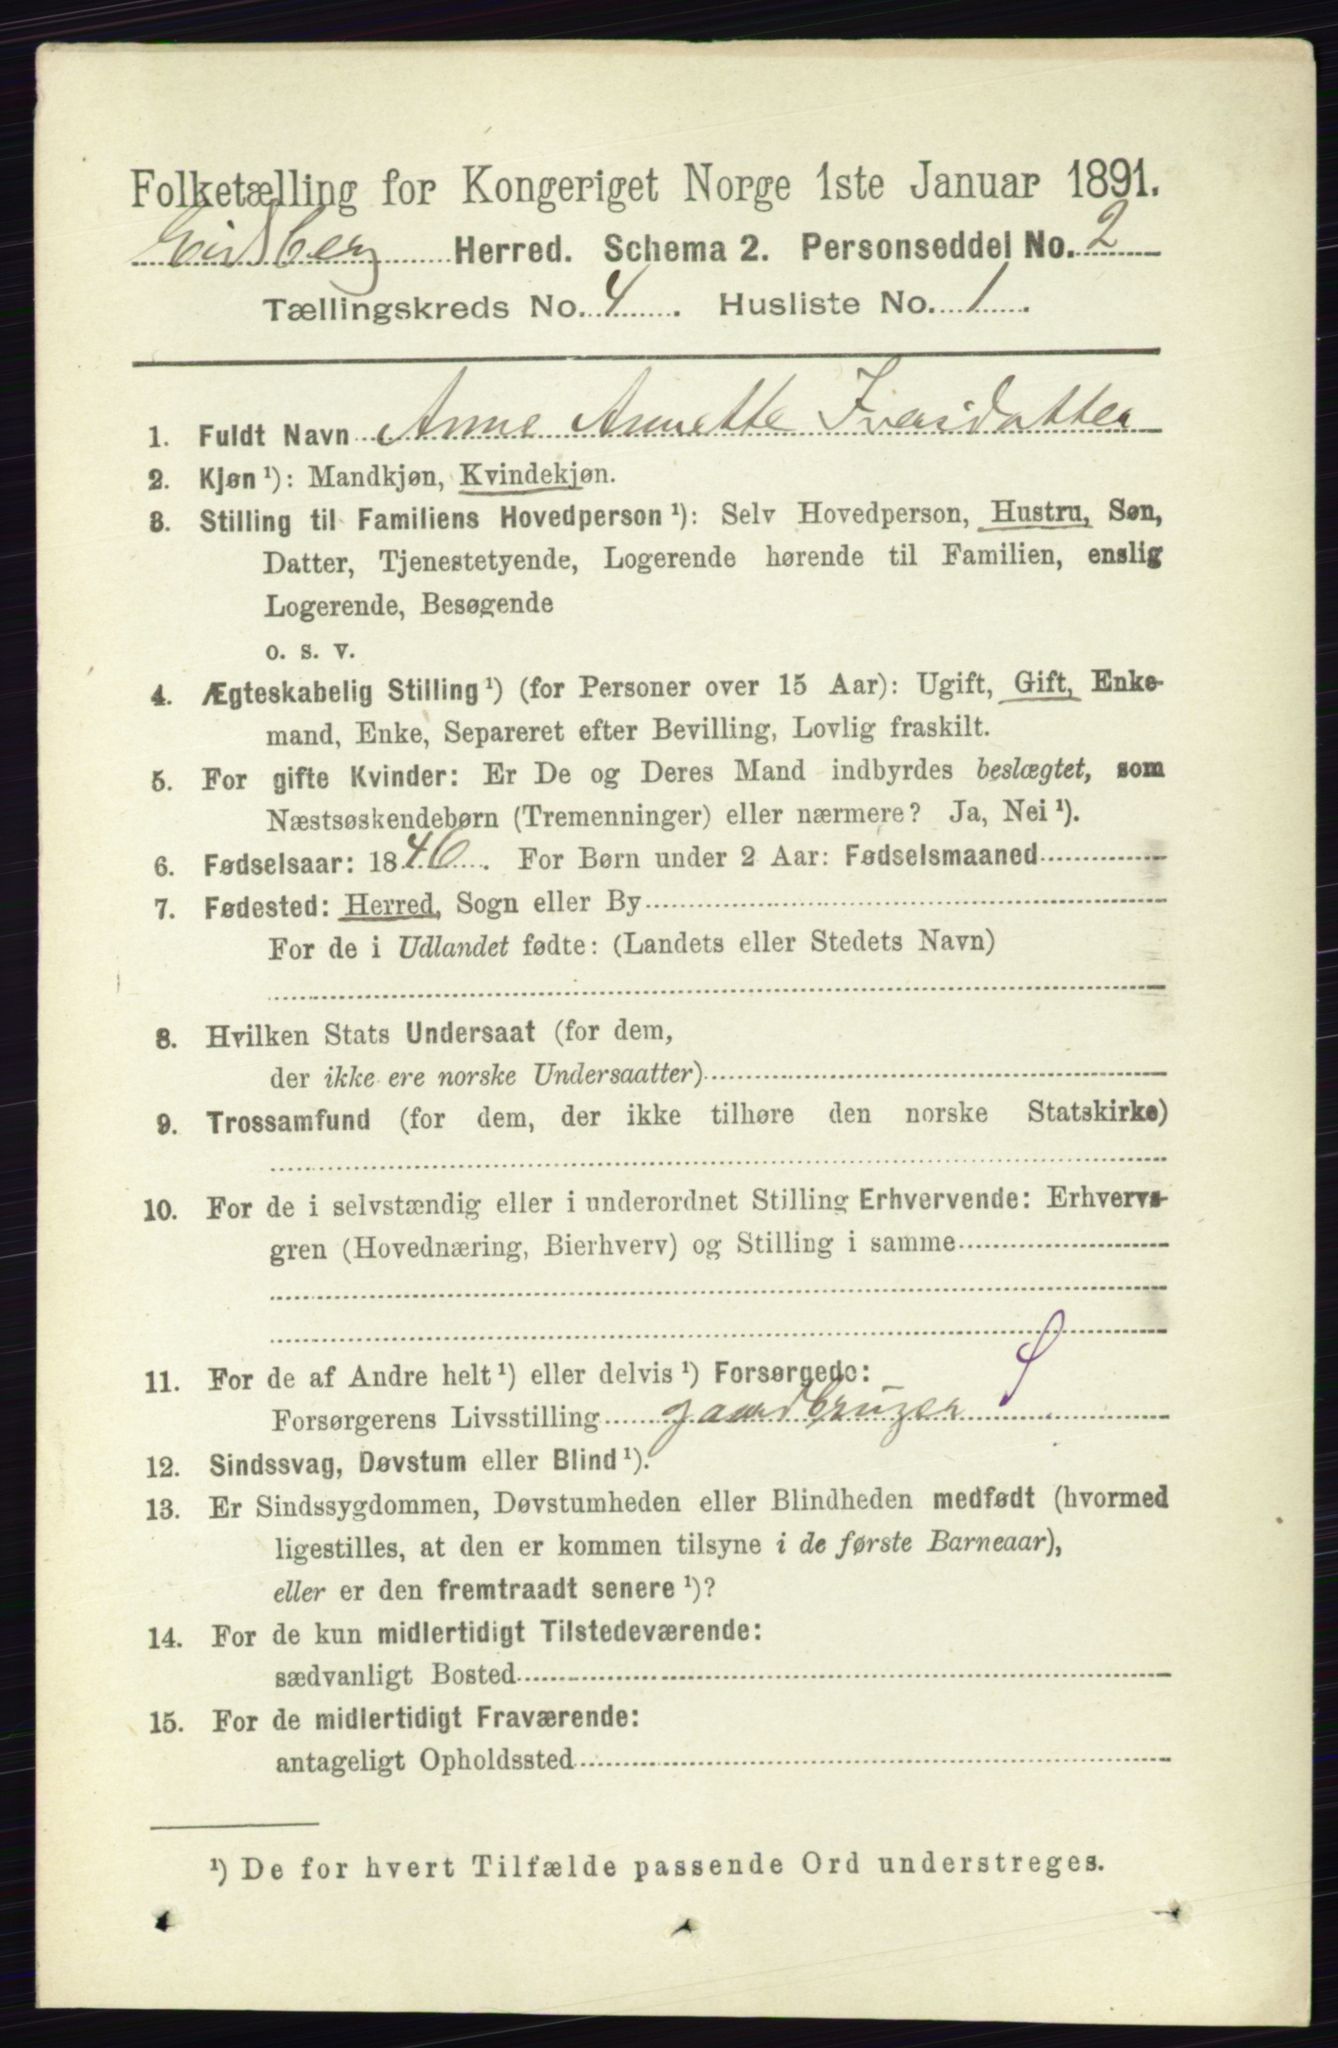 Folketælling for Kongeriget Norge 1ste Januar 1891.
Eidsberg Herred. Schema 2. Personseddel No. 2
Tællingskreds No. 4. Husliste No. 1.
1. Fuldt Navn Anne Annette Iversdatter
2. Kjøn ¹): Mandkjøn, Kvindekjøn.
3. Stilling til Familiens Hovedperson ¹): Selv Hovedperson, Hustru, Søn,
Datter, Tjenestetyende, Logerende hørende til Familien, enslig
Logerende, Besøgende
o. s. v.
4. Ægteskabelig Stilling ¹) (for Personer over 15 Aar): Ugift, Gift, Enke-
mand, Enke, Separeret efter Bevilling, Lovlig fraskilt.
5. For gifte Kvinder: Er De og Deres Mand indbyrdes beslægtet, som
Næstsøskendebørn (Tremenninger) eller nærmere? Ja, Nei ¹).
6. Fødselsaar: 1846. For Børn under 2 Aar: Fødselsmaaned
7. Fødested: Herred, Sogn eller By
For de i Udlandet fødte: (Landets eller Stedets Navn)
8. Hvilken Stats Undersaat (for dem,
der ikke ere norske Undersaatter)
9. Trossamfund (for dem, der ikke tilhøre den norske Statskirke)
10. For de i selvstændig eller i underordnet Stilling Erhvervende: Erhvervs-
gren (Hovednæring, Bierhverv) og Stilling i samme
11. For de af Andre helt ¹) eller delvis ¹) Forsørgede:
Forsørgerens Livsstilling gaardbruger
12. Sindssvag, Døvstum eller Blind ¹).
13. Er Sindssygdommen, Døvstumheden eller Blindheden medfødt (hvormed
ligestilles, at den er kommen tilsyne i de første Barneaar),
eller er den fremtraadt senere ¹)?
14. For de kun midlertidigt Tilstedeværende:
sædvanligt Bosted
15. For de midlertidigt Fraværende:
antageligt Opholdssted
¹) De for hvert Tilfælde passende Ord understreges.